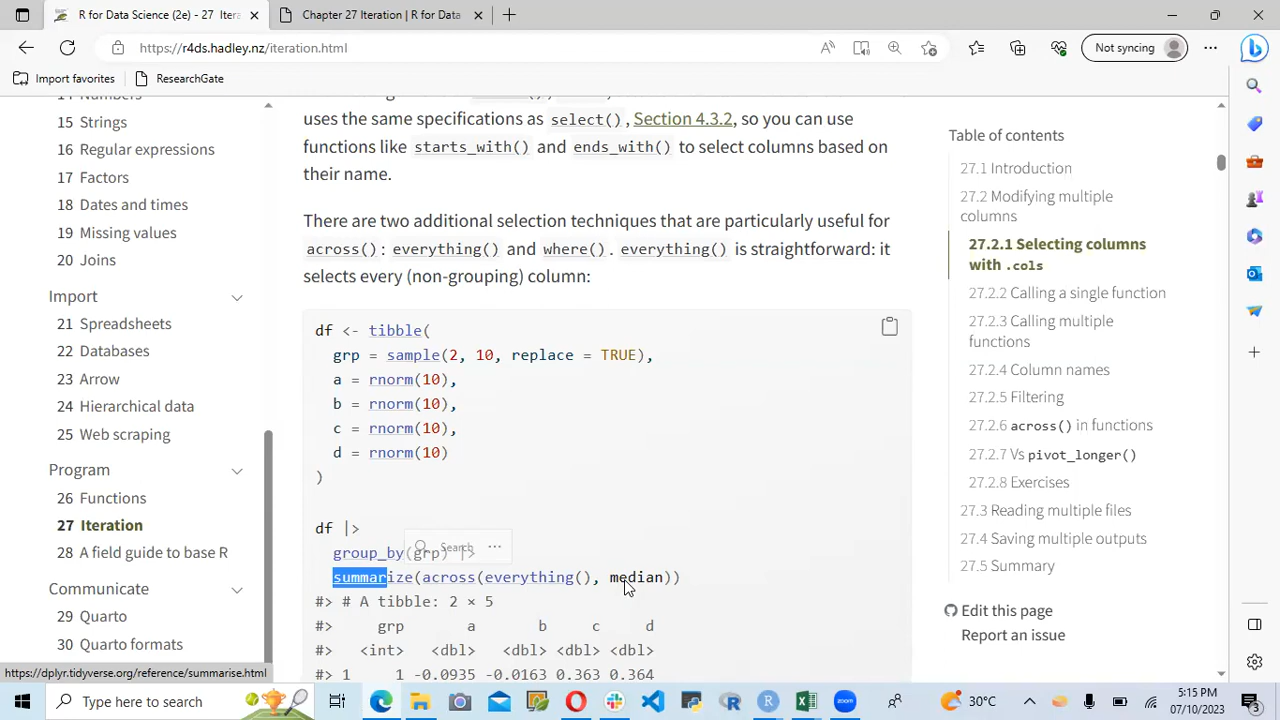 R for Data Science (2e) - 27 Itera
Chapter 27 Iteration | R for Data
https://r4ds.hadley.nz/iteration.html
Not syncing
Import favorites
ResearchGate
14 Numbers
15 Strings
16 Regular expressions
17 Factors
18 Dates and times
19 Missing values
20 Joins
Import
21 Spreadsheets
22 Databases
23 Arrow
24 Hierarchical data
25 Web scraping
Program
26 Functions
27 Iteration
28 A field guide to base R
Communicate
29 Quarto
30 Quarto formats
https://dplyr.tidyverse.org/reference/summarise.html
uses the same specifications as select(), Section 4.3.2, so you can use
functions like starts_with() and ends_with() to select columns based on
their name.
There are two additional selection techniques that are particularly useful for
across(): everything() and where(). everything() is straightforward: it
selects every (non-grouping) column:
df <- tibble(
grp = sample(2, 10, replace = TRUE),
a = rnorm(10),
b = rnorm(10),
c = rnorm(10),
d = rnorm(10)
)
df |>
group_by(grp) |>
Search
summarize(across(everything(), median))
#> # A tibble: 2 × 5
#> grp a b c d
#> <int> <dbl> <dbl> <dbl> <dbl>
#> 1 1 -0.0935 -0.0163 0.363 0.364
Table of contents
27.1 Introduction
27.2 Modifying multiple
columns
27.2.1 Selecting columns
with .cols
27.2.2 Calling a single function
27.2.3 Calling multiple
functions
27.2.4 Column names
27.2.5 Filtering
27.2.6 across() in functions
27.2.7 Vs pivot_longer()
27.2.8 Exercises
27.3 Reading multiple files
27.4 Saving multiple outputs
27.5 Summary
Edit this page
Report an issue
Type here to search
30°C
5:15 PM
07/10/2023
3